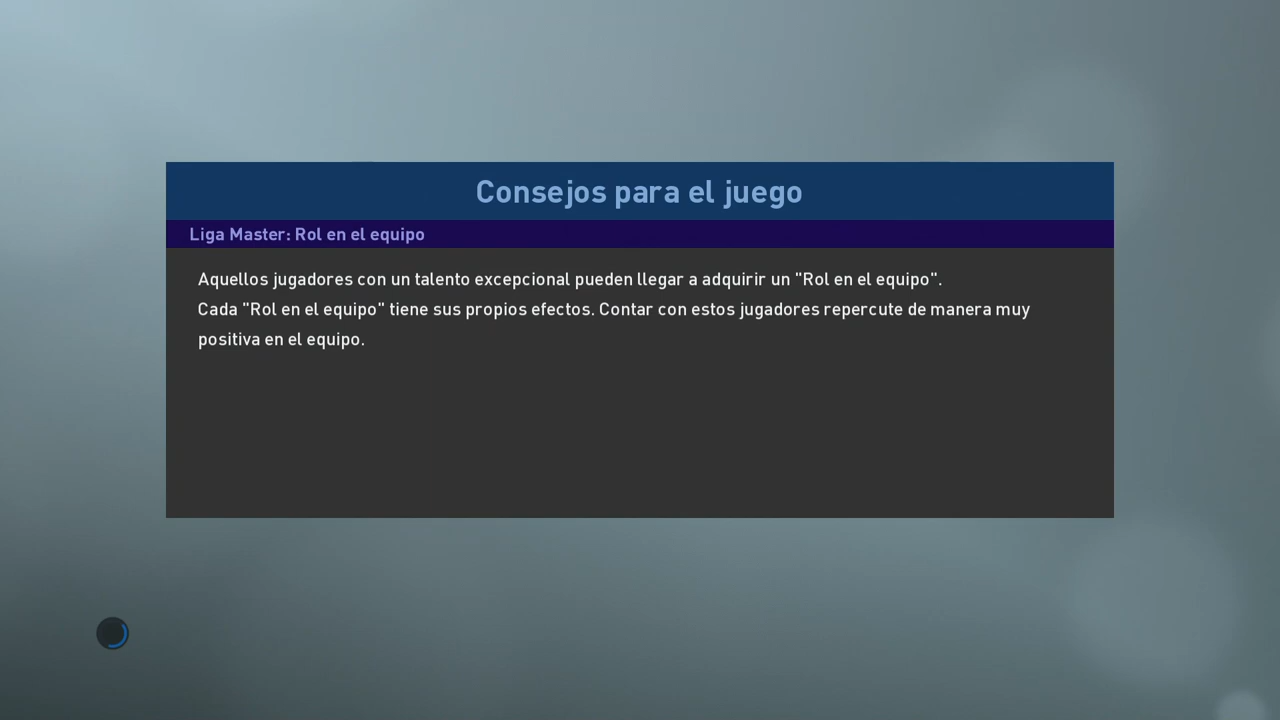 Consejos para el juego
Liga Master: Rol en el equipo
Aquellos jugadores con un talento excepcional pueden llegar a adquirir un "Rol en el equipo".
Cada "Rol en el equipo" tiene sus propios efectos. Contar con estos jugadores repercute de manera muy
positiva en el equipo.